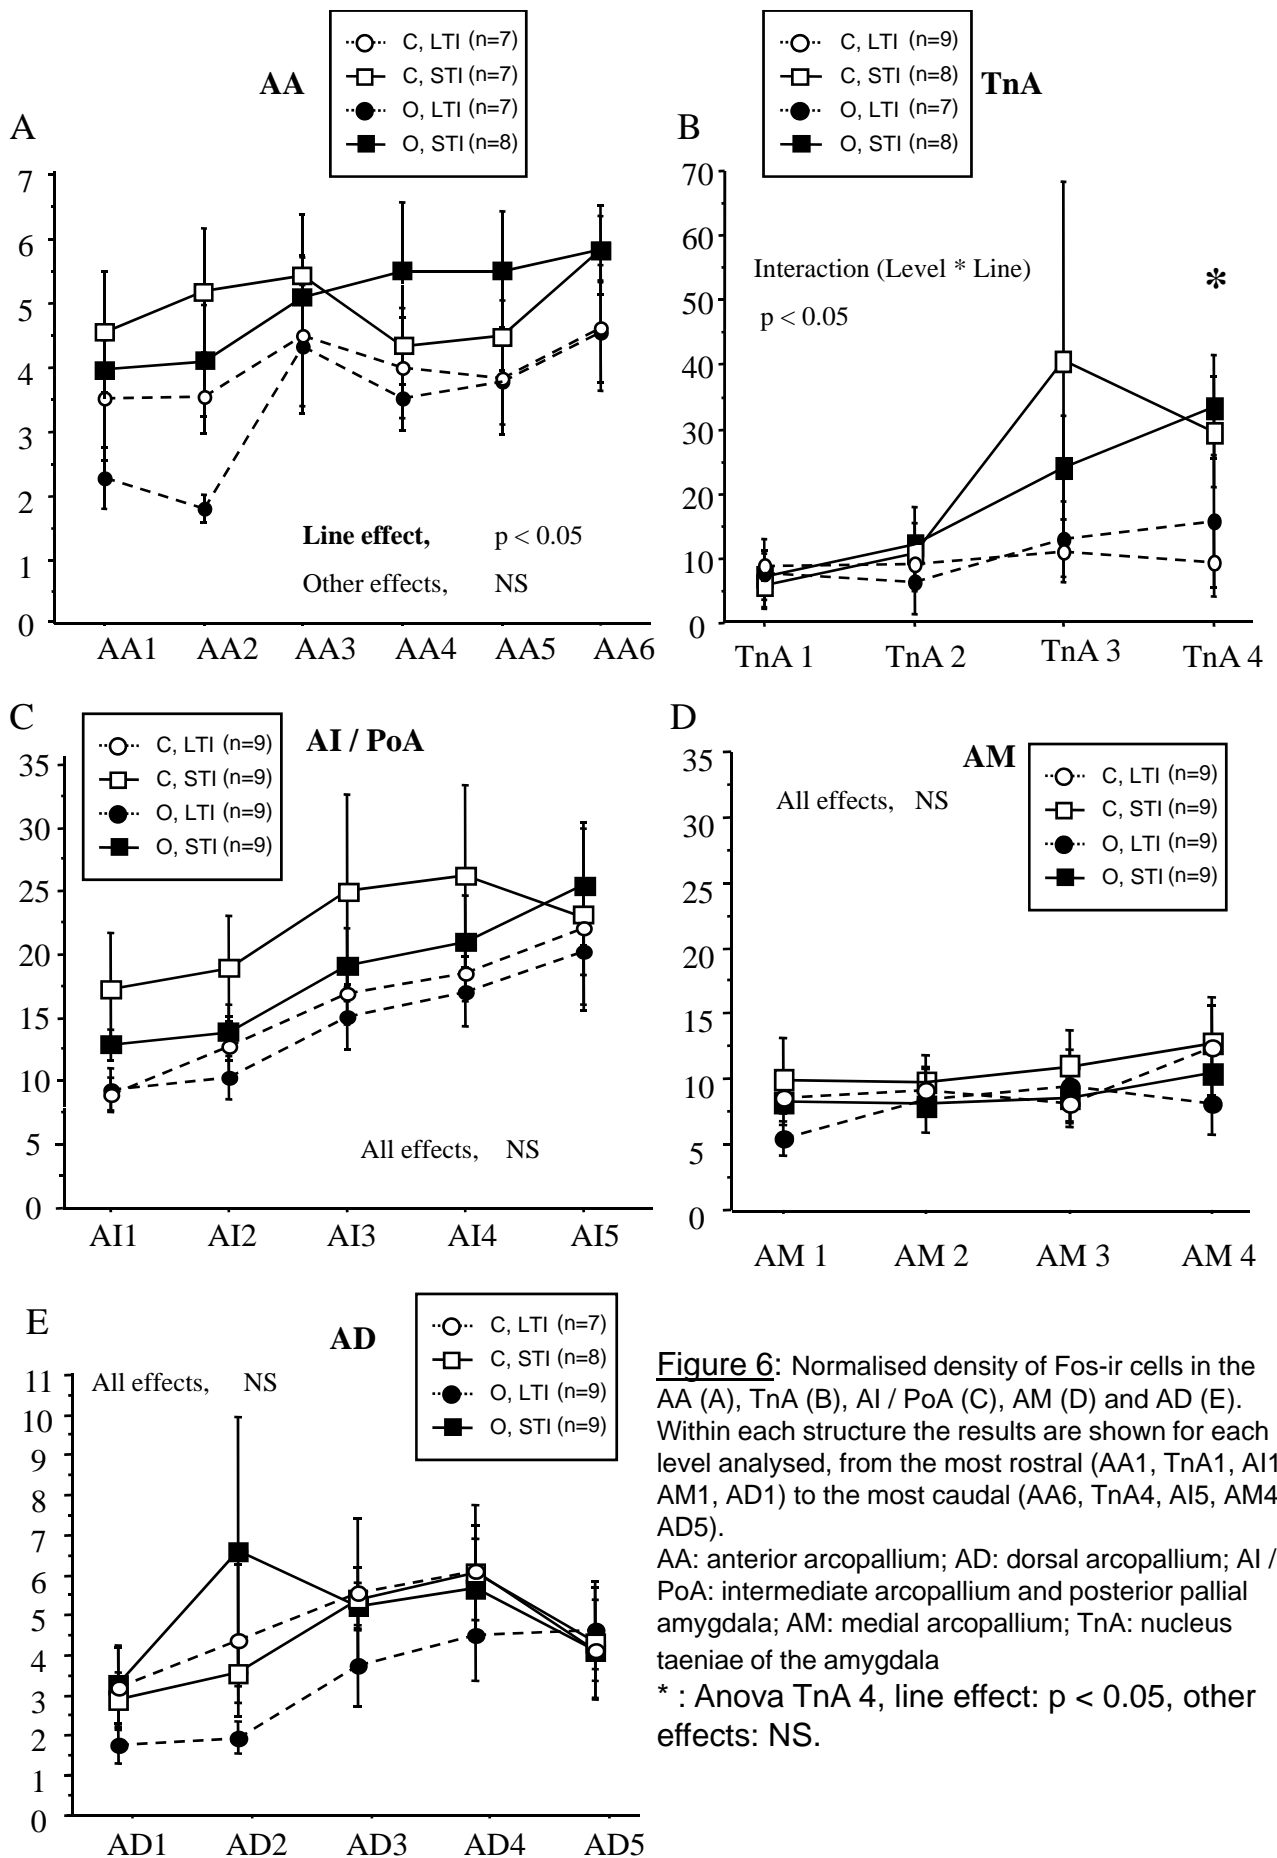 C, LTI (n=7)
C, STI (n=7)
O, LTI (n=7)
O, STI (n=8)
AA
A
7
6
5
4
3
2
1
0
Line effect, p < 0.05
Other effects, NS
AA1 AA2 AA3 AA4 AA5 AA6
C, LTI (n=9)
C, STI (n=8)
O, LTI (n=7)
O, STI (n=8)
TnA
B
70
60
50
40
30
20
10
0
Interaction (Level * Line)
p < 0.05
*
TnA 1 TnA 2 TnA 3 TnA 4
C
C, LTI (n=9)
C, STI (n=9)
O, LTI (n=9)
O, STI (n=9)
AI / PoA
35
30
25
20
15
10
5
0
All effects, NS
AI1 AI2 AI3 AI4 AI5
D
AM
C, LTI (n=9)
C, STI (n=9)
O, LTI (n=9)
O, STI (n=9)
All effects, NS
35
30
25
20
15
10
5
0
AM 1 AM 2 AM 3 AM 4
E
AD
C, LTI (n=7)
C, STI (n=8)
O, LTI (n=9)
O, STI (n=9)
All effects, NS
11
10
9
8
7
6
5
4
3
2
1
0
AD1 AD2 AD3 AD4 AD5
Figure 6: Normalised density of Fos-ir cells in the
AA (A), TnA (B), AI / PoA (C), AM (D) and AD (E).
Within each structure the results are shown for each
level analysed, from the most rostral (AA1, TnA1, AI1
AM1, AD1) to the most caudal (AA6, TnA4, AI5, AM4
AD5).
AA: anterior arcopallium; AD: dorsal arcopallium; AI /
PoA: intermediate arcopallium and posterior pallial
amygdala; AM: medial arcopallium; TnA: nucleus
taeniae of the amygdala
* : Anova TnA 4, line effect: p < 0.05, other
effects: NS.